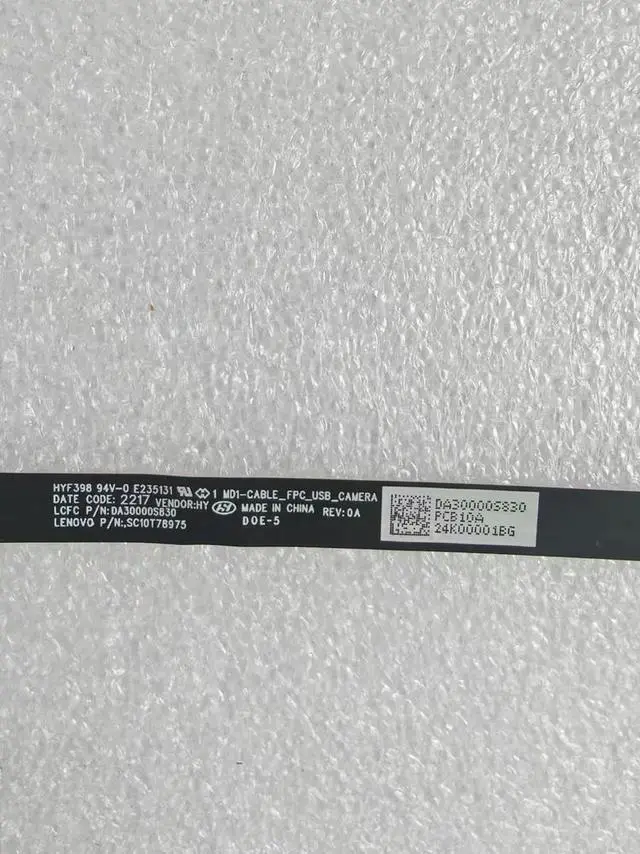 HYF398 94V-0 E235131 1 MD1-CABLE_FPC_USB_CAMERA
DATE CODE: 2217 VENDOR:HY MADE IN CHINA REV:0A
LCFC P/N:DA30000S830
LENOVO P/N:,SC10T78975 DOE-5
DA30000S830
PCB10A
24K00001BG